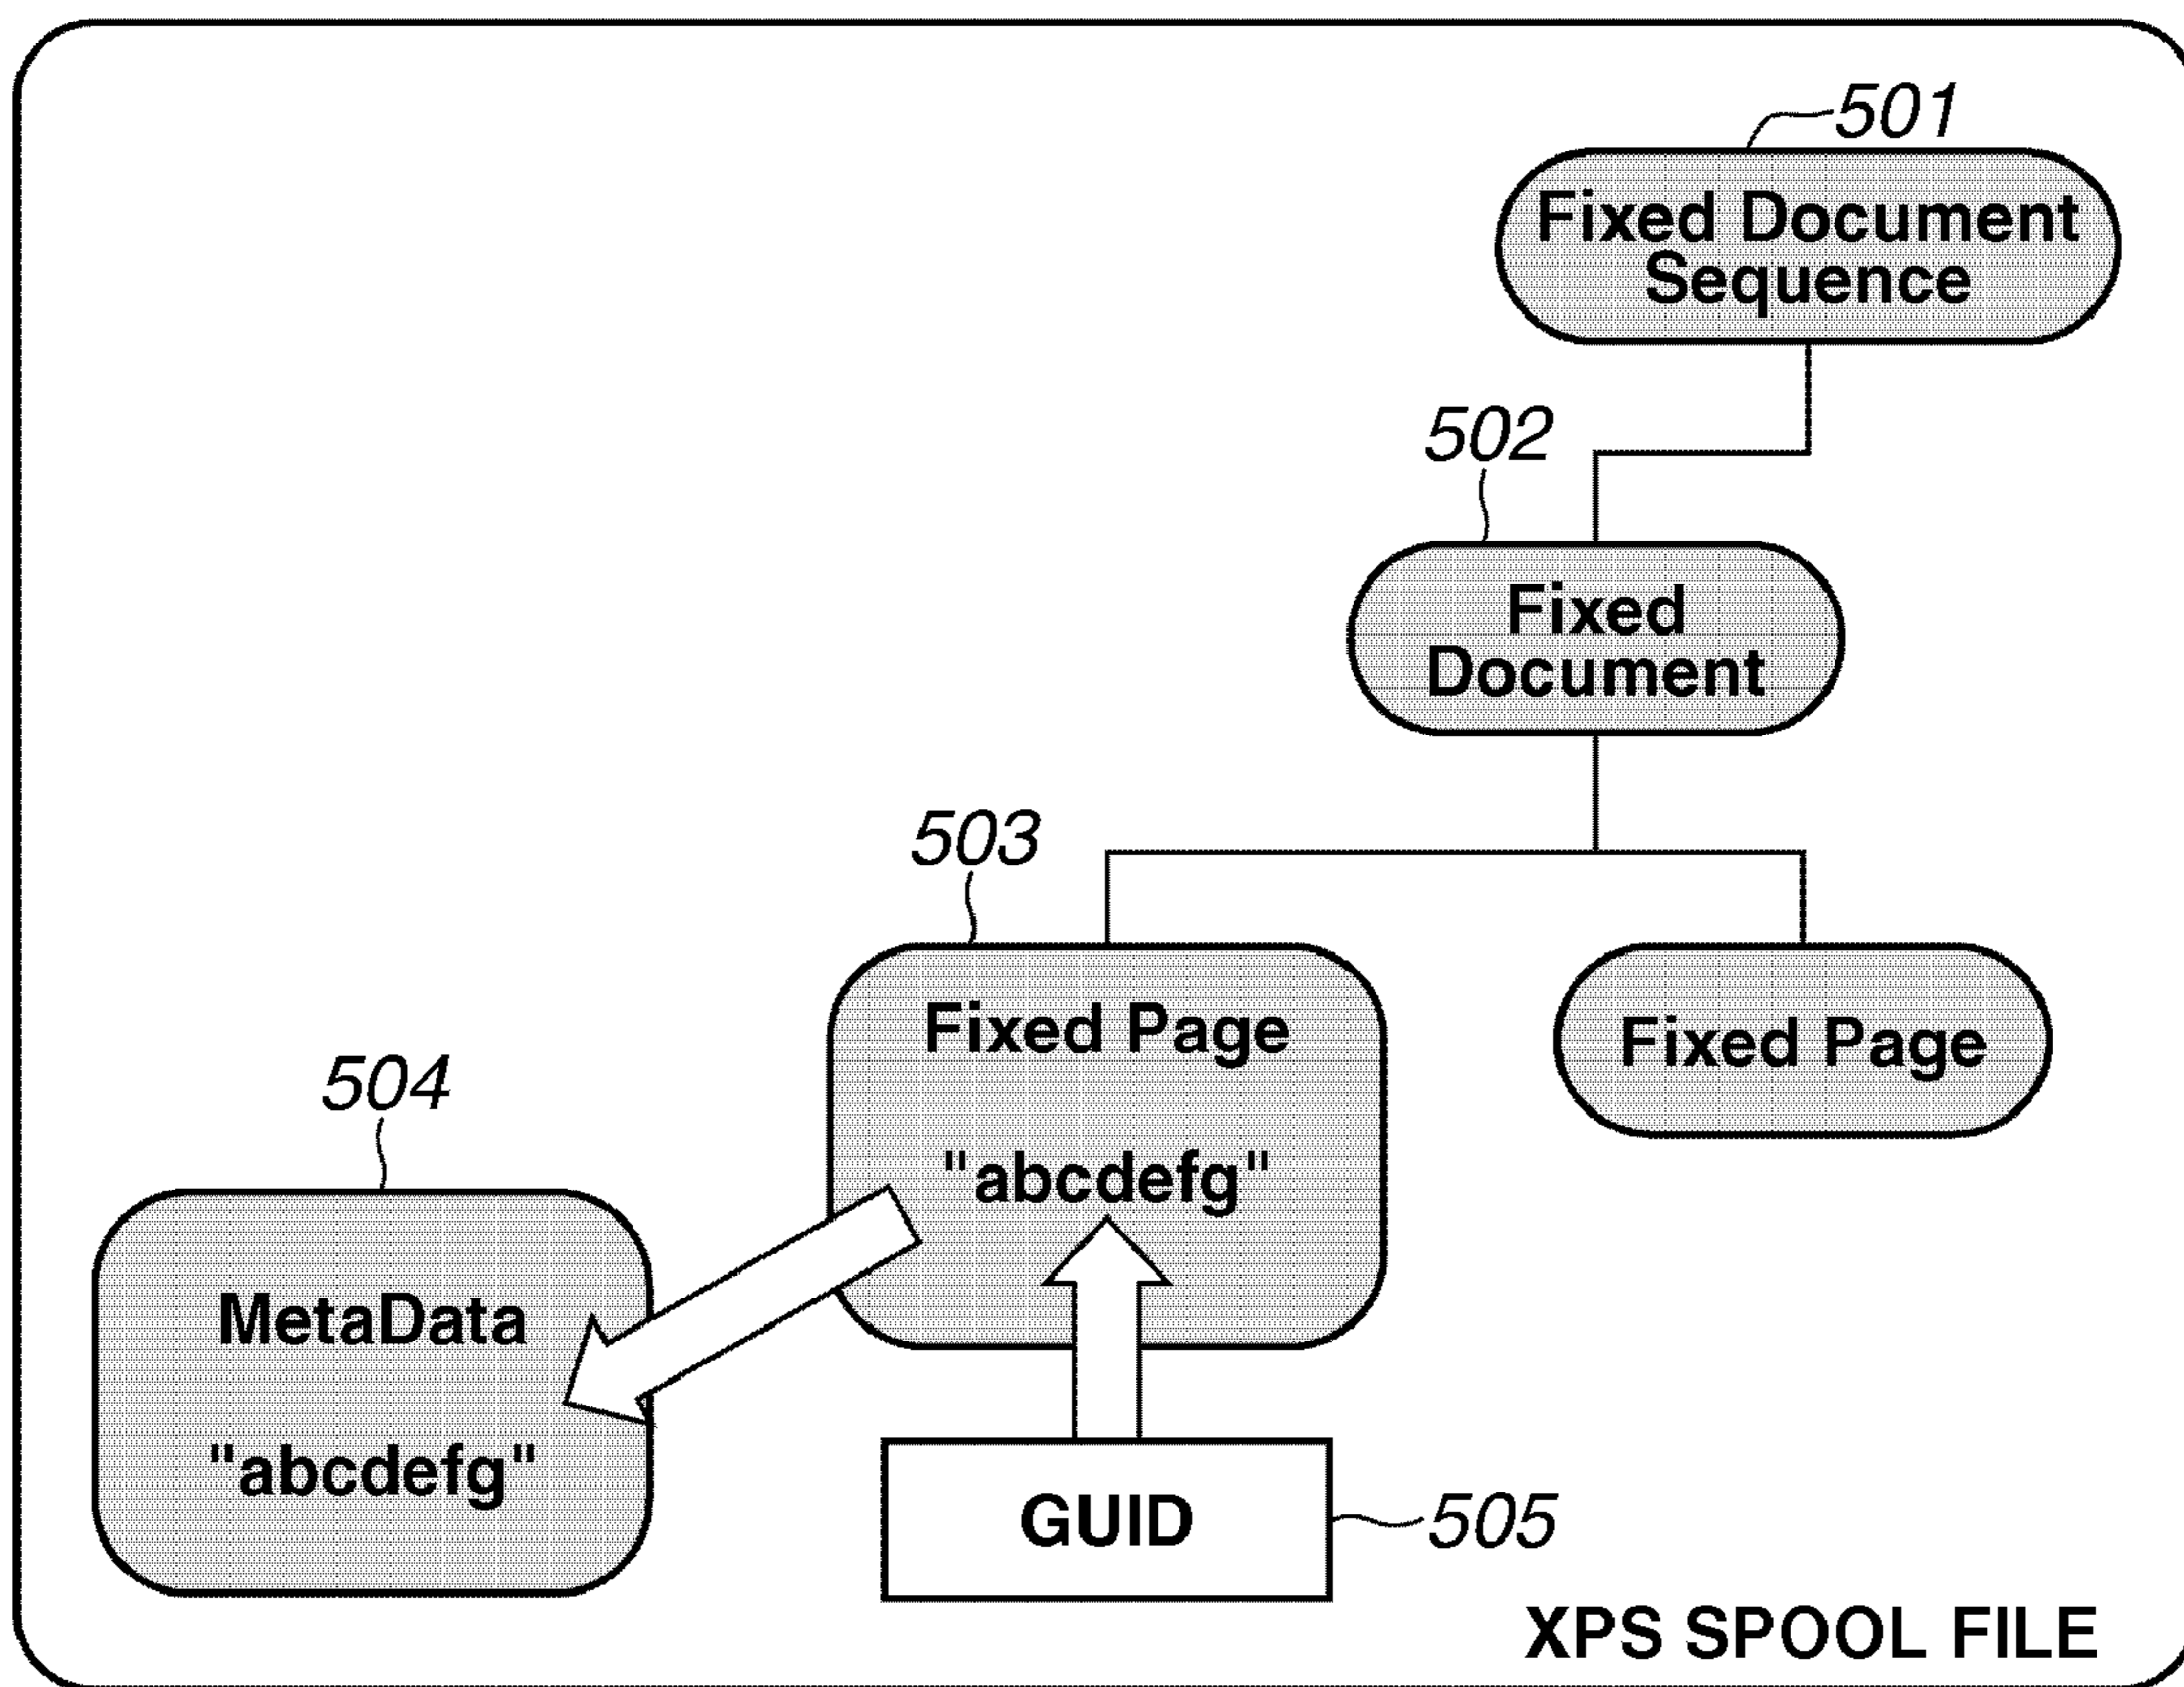 501
Fixed Document
Sequence
502
Fixed
Document
503
Fixed Page
"abcdefg"
Fixed Page
504
MetaData
"abcdefg"
GUID
505
XPS SPOOL FILE